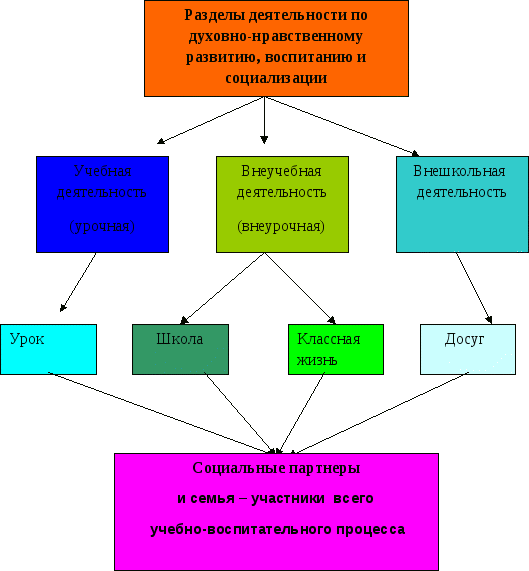 Разделы деятельности по
духовно-нравственному
развитию, воспитанию и
социализации
Учебная
деятельность
(урочная)
Внеучебная
деятельность
(внеурочная)
Внешкольная
деятельность
Урок
Школа
Классная
жизнь
Досуг
Социальные партнеры
и семья – участники всего
учебно-воспитательного процесса